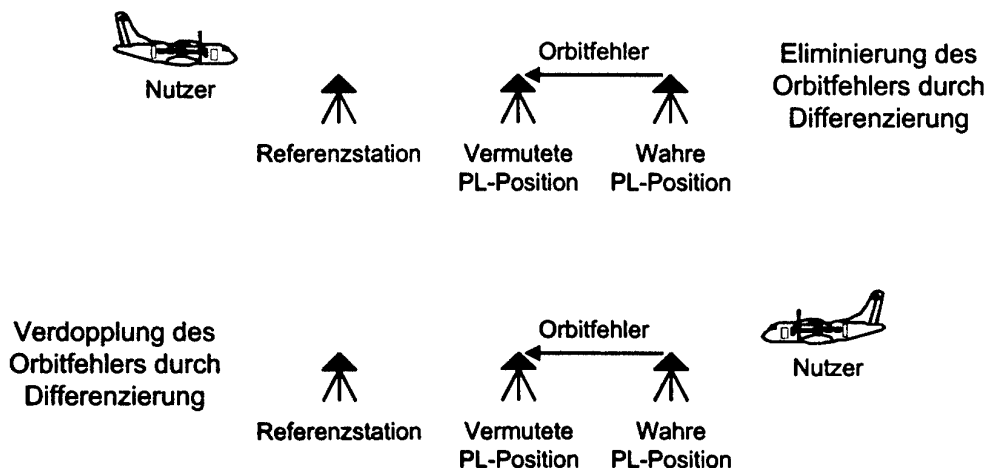 Nutzer
Orbitfehler
Eliminierung des
Orbitfehlers durch
Differenzierung
Referenzstation
Vermutete
PL-Position
Wahre
PL-Position
Verdopplung des
Orbitfehlers durch
Differenzierung
Orbitfehler
Nutzer
Referenzstation
Vermutete
PL-Position
Wahre
PL-Position